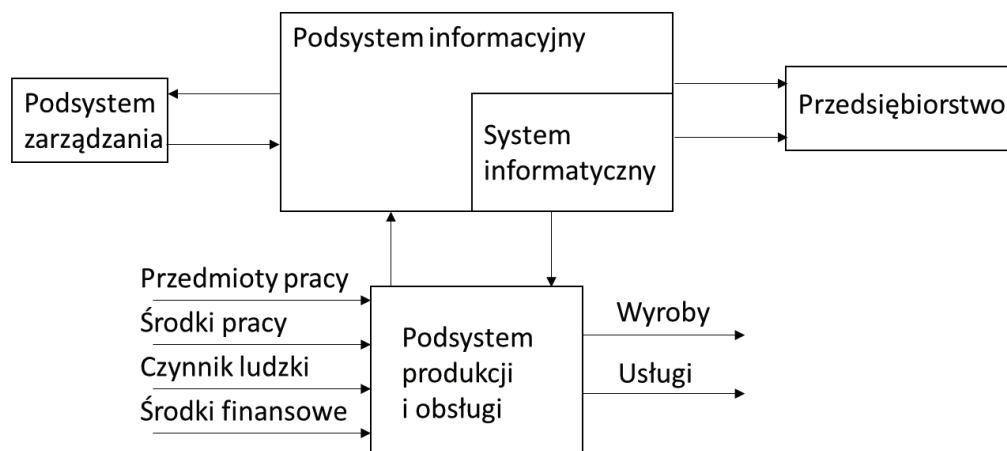 Podsystem informacyjny
Podsystem
zarządzania
System
informatyczny
Przedsiębiorstwo
Przedmioty pracy
Środki pracy
Czynnik ludzki
Środki finansowe
Podsystem
produkcji
i obsługi
Wyroby
Usługi